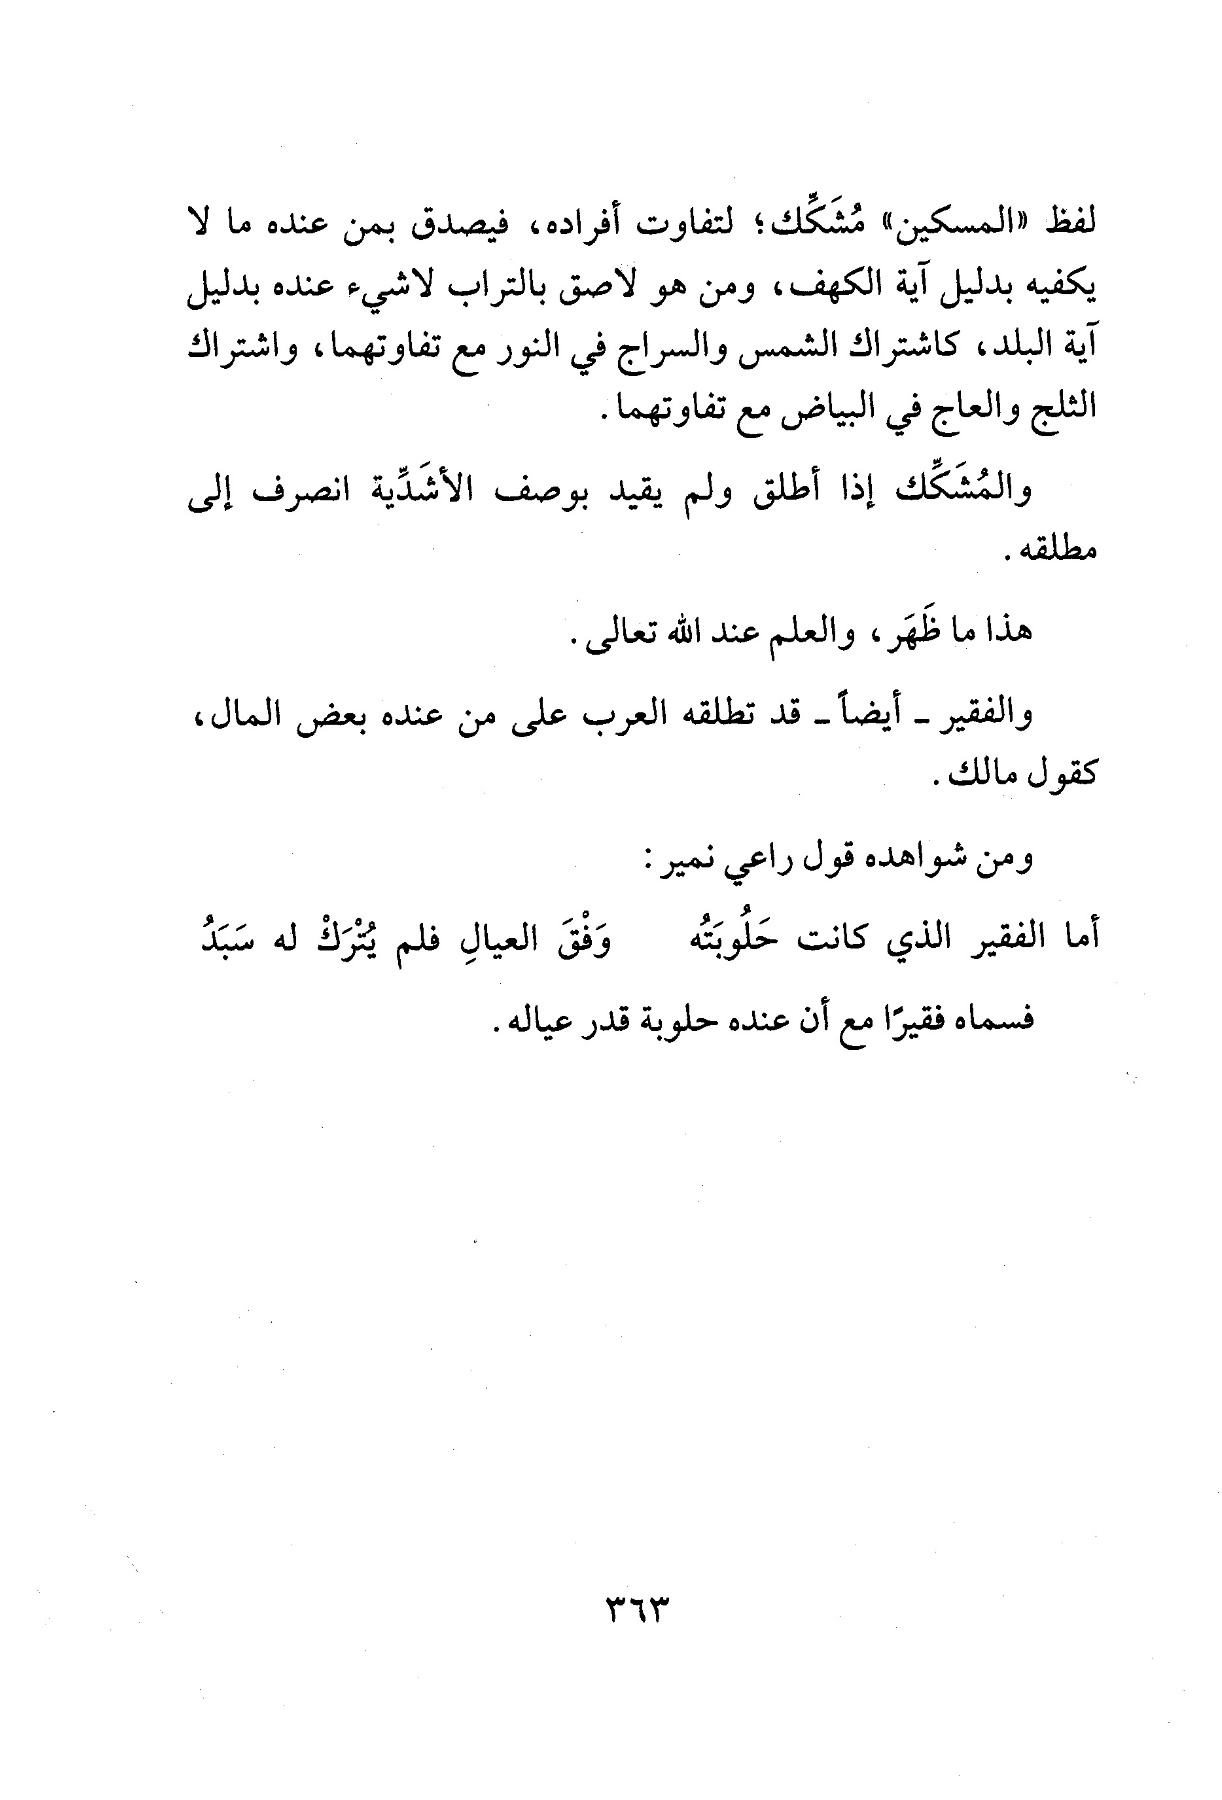 لفظ «المسكين» مُشَكِّك؛ لتفاوت أفراده، فيصدق بمن عنده ما لا
يكفيه بدليل آية الكهف، ومن هو لاصق بالتراب لاشيء عنده بدليل
آية البلد، كاشتراك الشمس والسراج في النور مع تفاوتهما، واشتراك
الثلج والعاج في البياض مع تفاوتهما.
والمُشَكِّك إذا أطلق ولم يقيد بوصف الأشَدِّية انصرف إلى
مطلقه.
هذا ما ظَهَر، والعلم عند الله تعالى.
والفقير - أيضاً - قد تطلقه العرب على من عنده بعض المال،
كقول مالك.
ومن شواهده قول راعي نمير:
أما الفقير الذي كانت حَلُوبَتُه وَفْقَ العيالِ فلم يُتْرَكْ له سَبَدُ
فسماه فقيرًا مع أن عنده حلوبة قدر عياله.
٣٦٣